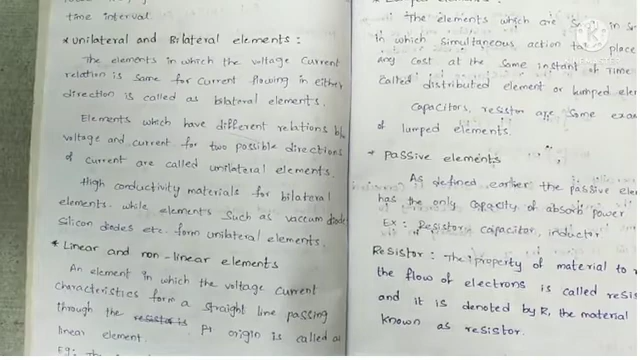 time interval.
* Unilateral and Bilateral elements :
The elements in which the voltage current
relation is same for current flowing in either
direction is called as bilateral elements.
Elements which have different relations b/w
voltage and current for two possible directions
of current are called unilateral elements.
High conductivity materials for bilateral
elements. while elements such as vaccum diode
silicon diodes etc. form unilateral elements.
* Linear and non-linear elements
An element in which the voltage current
characteristics form a straight line passing
through the origin is called as
linear element.
Eg:
The elements which are in
in which simultaneous action place
any cost at the same instant of time
called distributed element or lumped
capacitors, resistor are some
of lumped elements.
* Passive elements
As defined earlier the passive
has the only capacity of absorb power
Ex: Resistor, capacitor, inductor
Resistor: The property of material to
the flow of electrons is called
and it is denoted by R, the material
known as resistor.